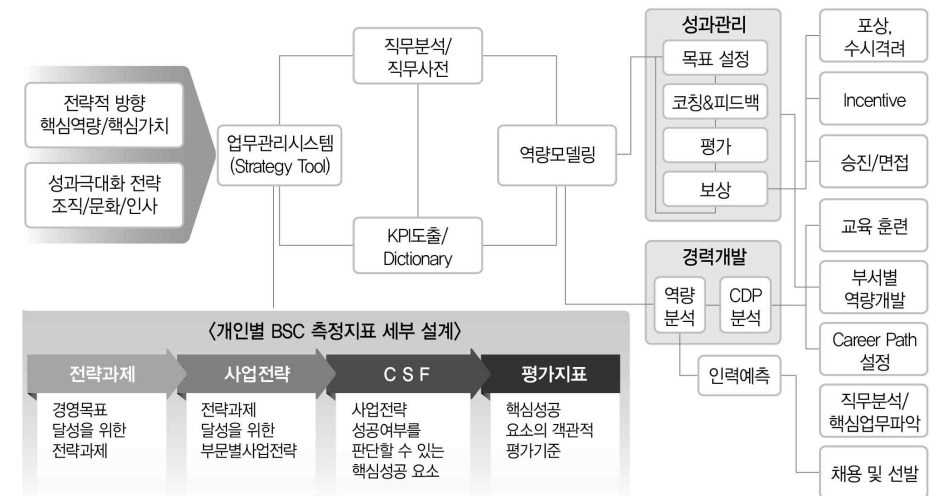 전략적 방향
핵심역량/핵심가치
성과극대화 전략
조직/문화/인사
업무관리시스템
(Strategy Tool)
직무분석/
직무사전
KPI도출/
Dictionary
역량모델링
성과관리
목표 설정
코칭&피드백
평가
보상
경력개발
역량
분석
CDP
분석
인력예측
포상,
수시격려
Incentive
승진/면접
교육 훈련
부서별
역량개발
Career Path
설정
직무분석/
핵심업무파악
채용 및 선발
〈개인별 BSC 측정지표 세부 설계〉
전략과제
경영목표
달성을 위한
전략과제
사업전략
전략과제
달성을 위한
부문별사업전략
C S F
사업전략
성공여부를
판단할 수 있는
핵심성공 요소
평가지표
핵심성공
요소의 객관적
평가기준